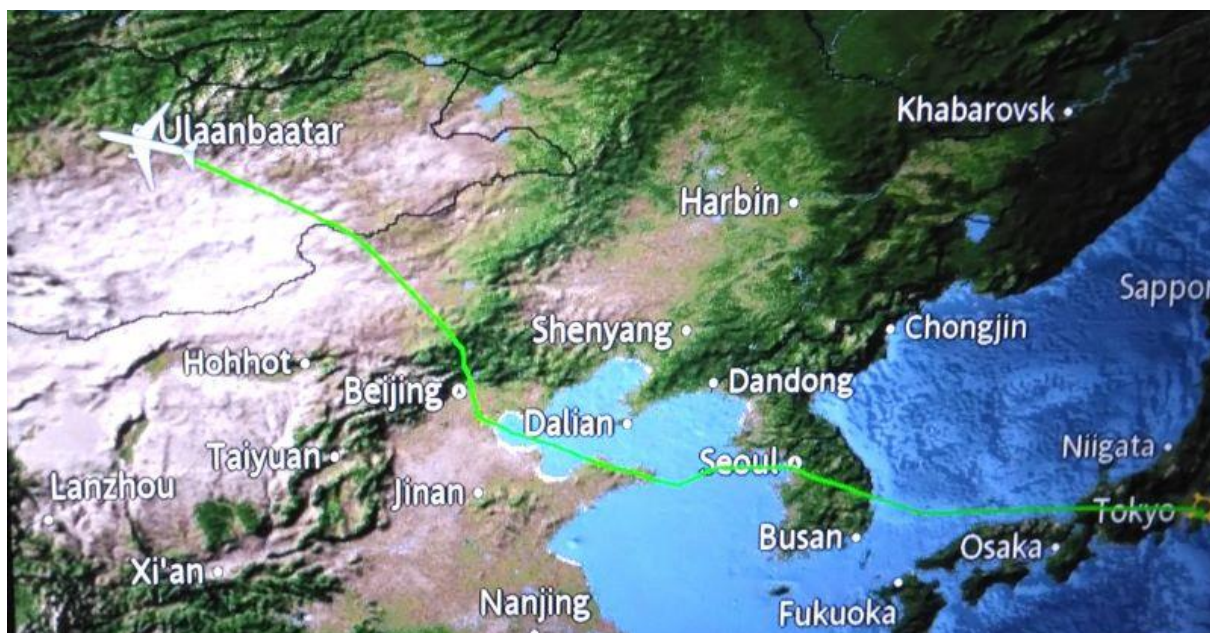 Khabarovsk
Ulaanbaatar
Harbin
Sappor
Shenyang
Chongjin
Hohhot
Beijing
Dandong
Dalian
Niigata
Taiyuan
Seoul
Lanzhou
Jinan
Tokyo
Busan
Osaka
Xi'an
Nanjing
Fukuoka